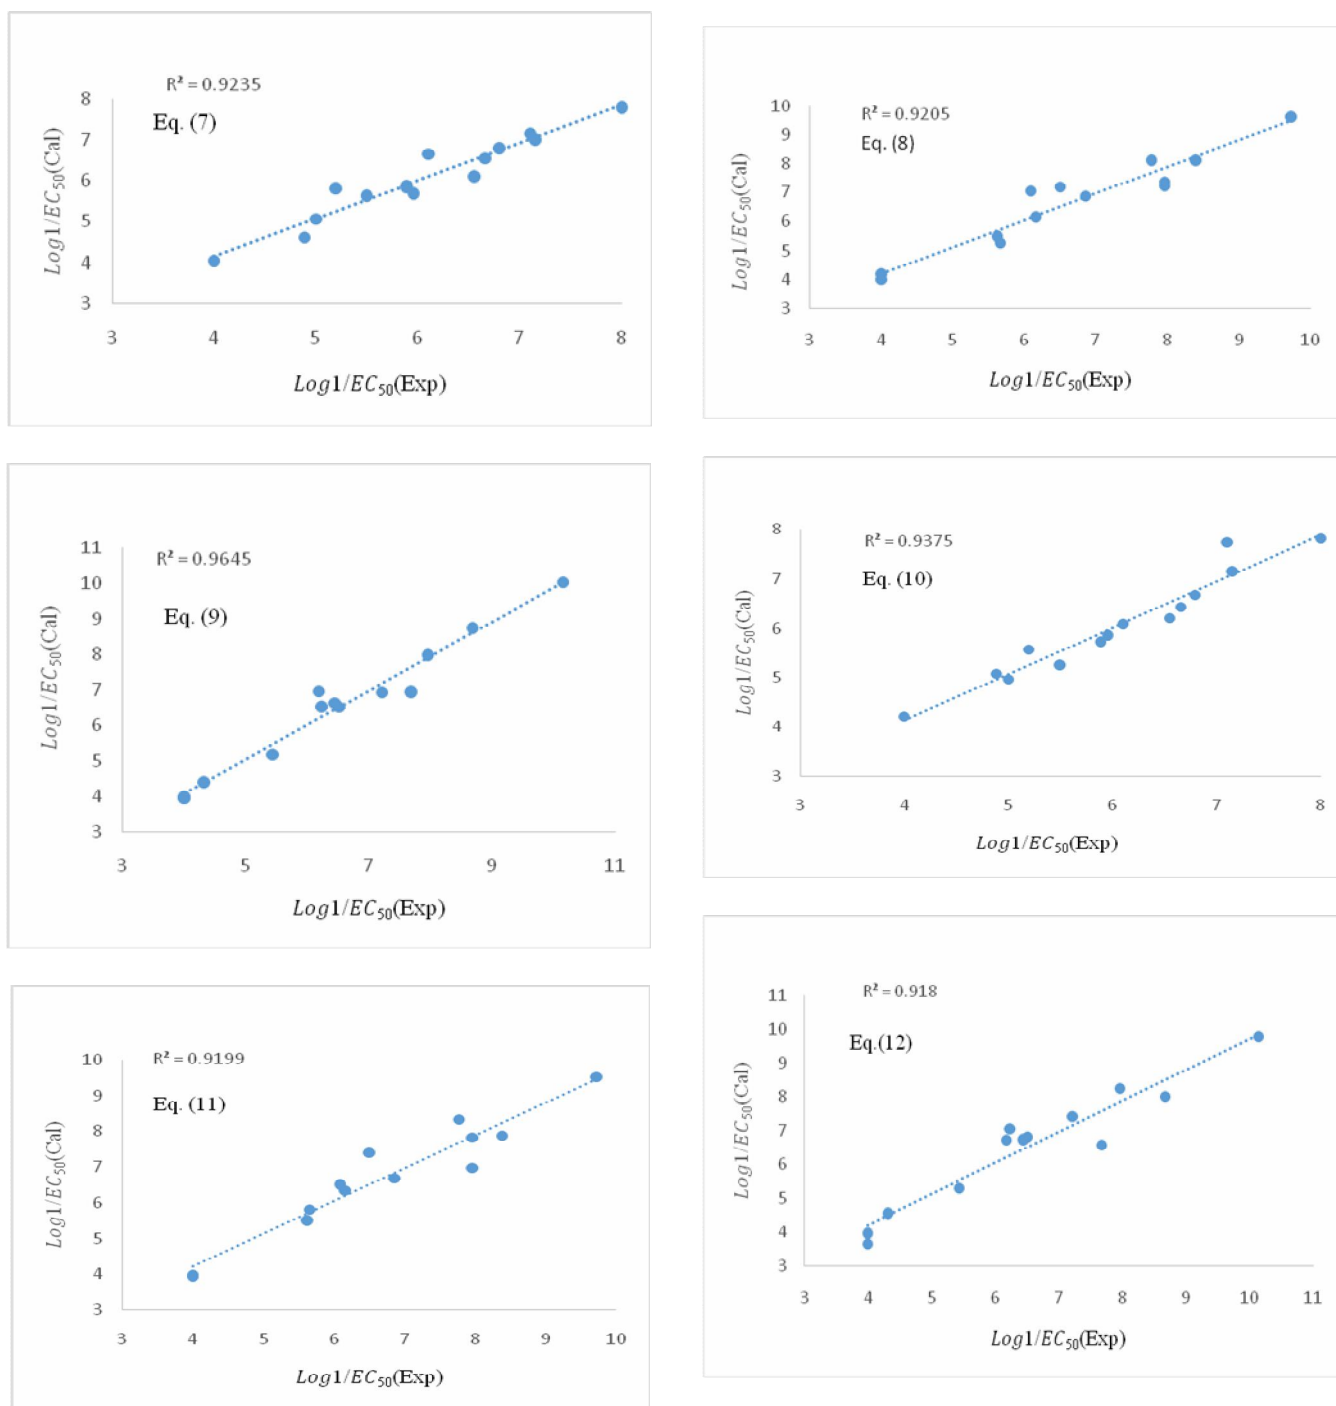 R² = 0.9235
Eq. (7)
Log1/EC₅₀(Cal)
8
7
6
5
4
3
3 4 5 6 7 8
Log1/EC₅₀(Exp)
R² = 0.9205
Eq. (8)
Log1/EC₅₀(Cal)
10
9
8
7
6
5
4
3
3 4 5 6 7 8 9 10
Log1/EC₅₀(Exp)
R² = 0.9645
Eq. (9)
Log1/EC₅₀(Cal)
11
10
9
8
7
6
5
4
3
3 5 7 9 11
Log1/EC₅₀(Exp)
R² = 0.9375
Eq. (10)
Log1/EC₅₀(Cal)
8
7
6
5
4
3
3 4 5 6 7 8
Log1/EC₅₀(Exp)
R² = 0.9199
Eq. (11)
Log1/EC₅₀(Cal)
10
9
8
7
6
5
4
3
3 4 5 6 7 8 9 10
Log1/EC₅₀(Exp)
R² = 0.918
Eq.(12)
Log1/EC₅₀(Cal)
11
10
9
8
7
6
5
4
3
3 4 5 6 7 8 9 10 11
Log1/EC₅₀(Exp)